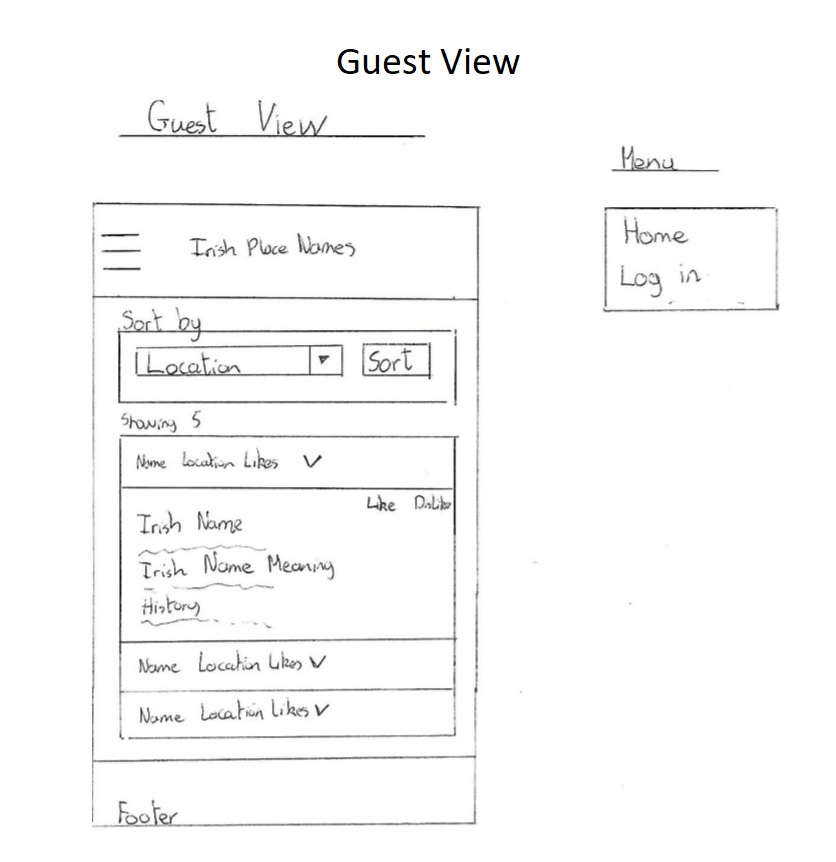 Guest View
Guest View
Menu
Home
Log in
Irish Place Names
Sort by
Location Sort
Showing 5
Name Location Likes
Like Dislike
Irish Name
Irish Name Meaning
History
Name Location Likes
Name Location Likes
Footer